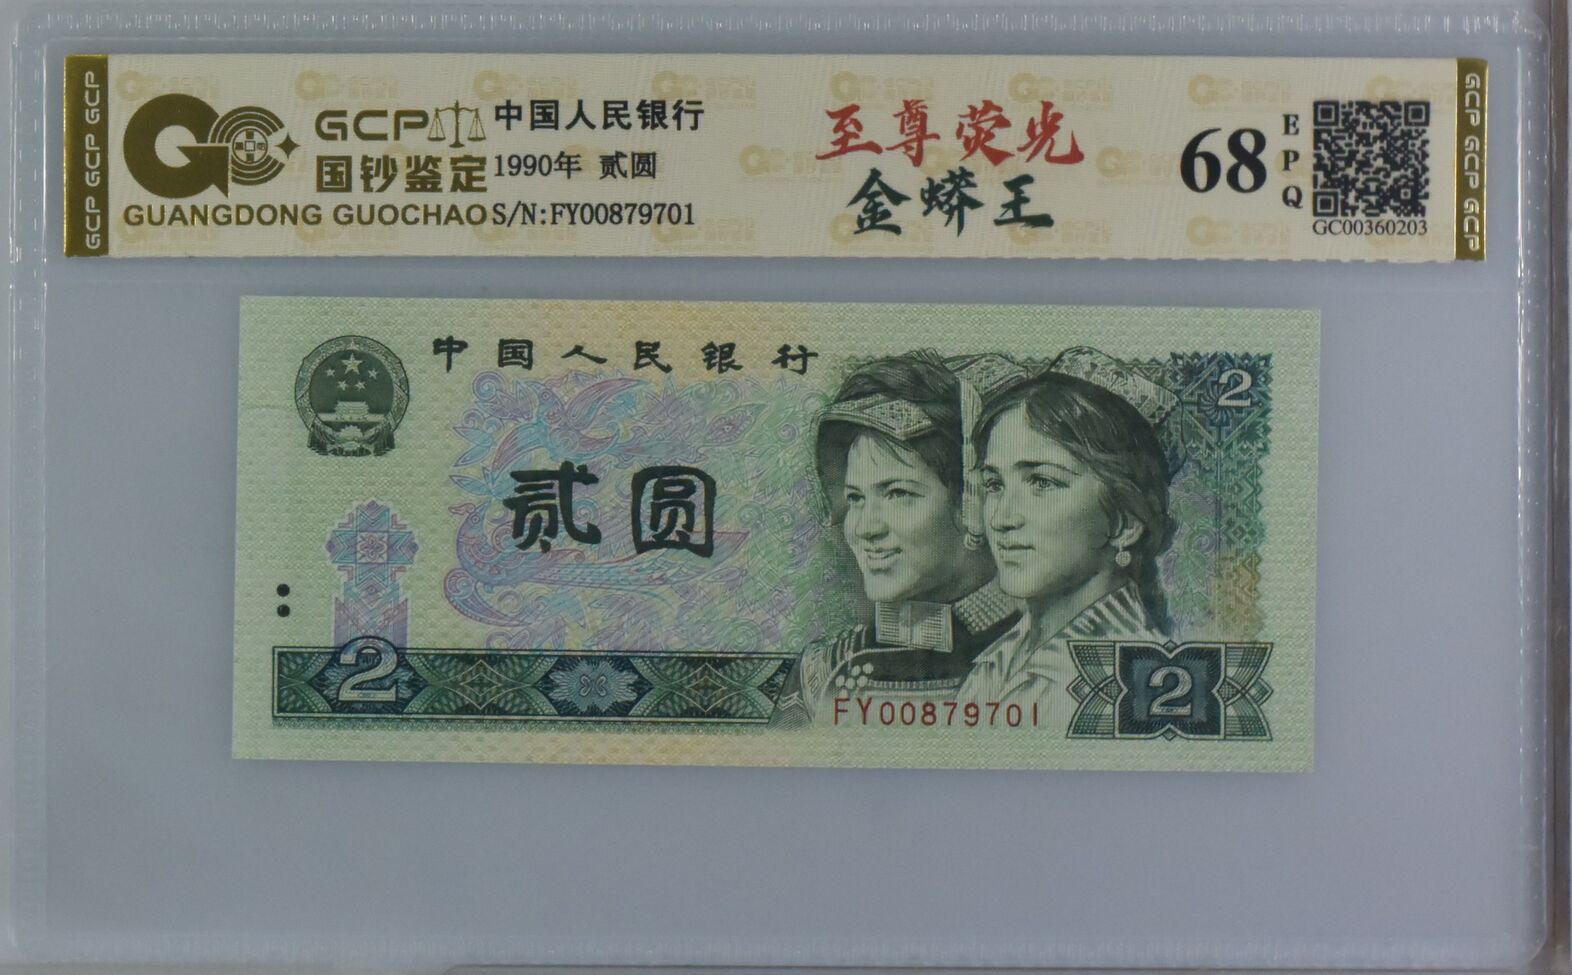 GCP GCP GCP
GCP
国钞鉴定
GUANGDONG GUOCHAO
中国人民银行
1990年 贰圆
S/N:FY00879701
至尊荧光
金蟒王
68
EPQ
GC00360203
GCP GCP GCP
中国人民银行
2
贰圆
2
FY00879701
2